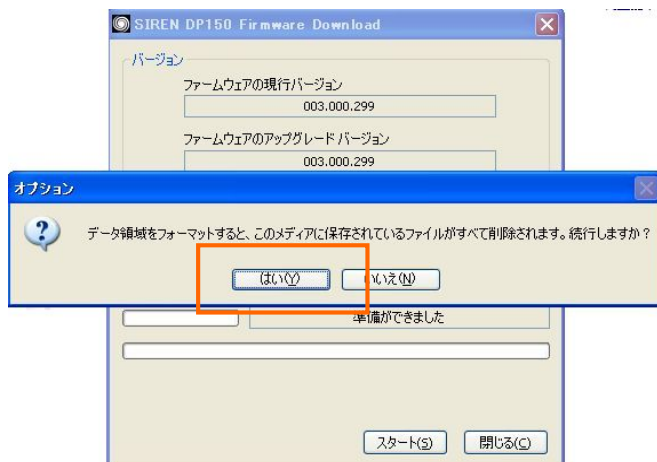 SIREN DP150 Firmware Download
バージョン
ファームウェアの現行バージョン
003.000.299
ファームウェアのアップグレード バージョン
003.000.299
オプション
データ領域をフォーマットすると、このメディアに保存されているファイルがすべて削除されます。続行しますか？
はい(Y) いいえ(N)
準備ができました
スタート(S) 閉じる(C)